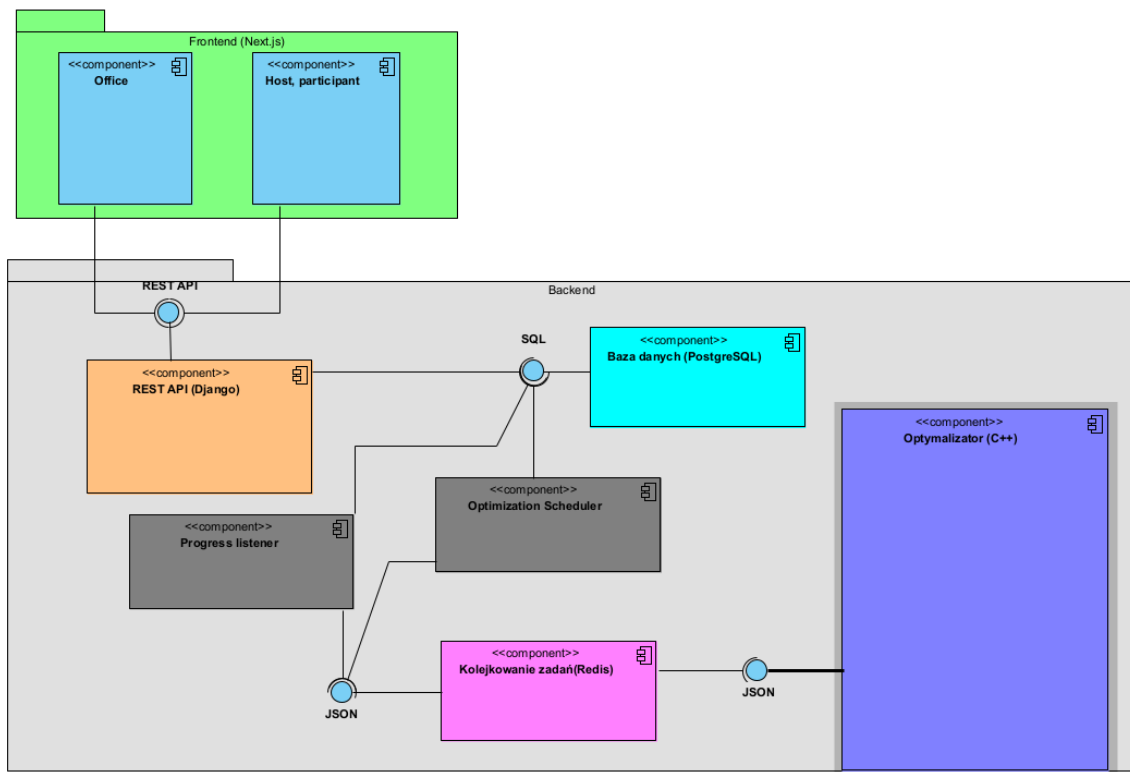 Frontend (Next.js)
<<component>>
Office
<<component>>
Host, participant
REST API
Backend
<<component>>
REST API (Django)
SQL
<<component>>
Baza danych (PostgreSQL)
<<component>>
Optymalizator (C++)
<<component>>
Optimization Scheduler
<<component>>
Progress listener
<<component>>
Kolejkowanie zadań(Redis)
JSON
JSON